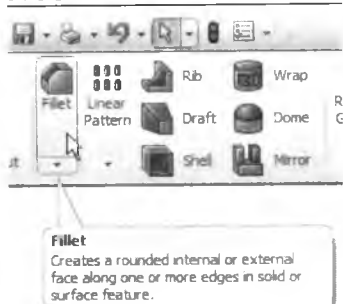 Fillet
Linear
Pattern
Rib
Draft
Shell
Wrap
Dome
Mirror
R
G
ut
Fillet
Creates a rounded internal or external
face along one or more edges in solid or
surface feature.